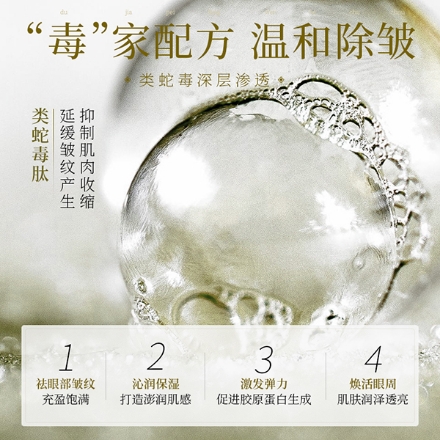 “毒”家配方 温和除皱
类蛇毒深层渗透
类蛇毒肽
抑制肌肉收缩
延缓皱纹产生
1
祛眼部皱纹
充盈饱满
2
沁润保湿
打造澎润肌感
3
激发弹力
促进胶原蛋白生成
4
焕活眼周
肌肤润泽透亮